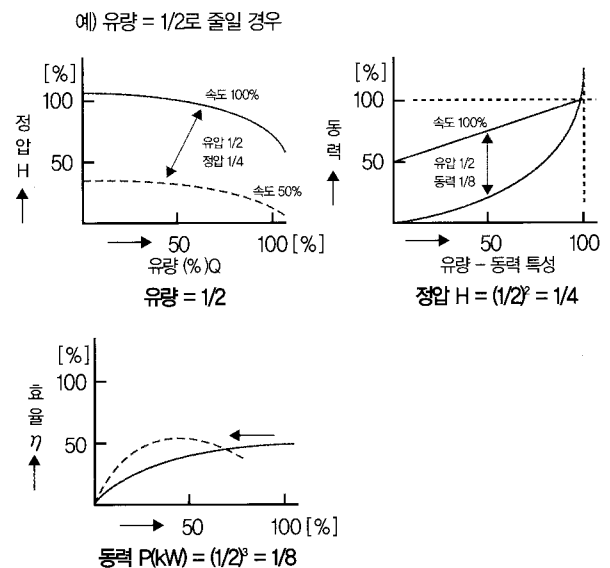 예) 유량 = 1/2로 줄일 경우
[%]
100
50
정압 H
속도 100%
유압 1/2
정압 1/4
속도 50%
50
100 [%]
유량 (%)Q
유량 = 1/2
[%]
100
50
동력
속도 100%
유압 1/2
동력 1/8
50
100 [%]
유량 – 동력 특성
정압 H = (1/2)² = 1/4
[%]
100
50
효율 η
50
100 [%]
동력 P(kW) = (1/2)³ = 1/8